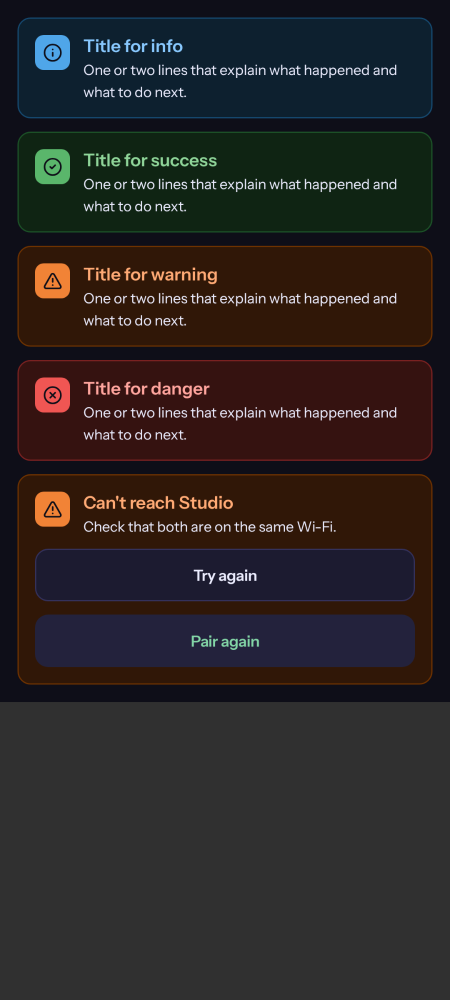 Title for info
One or two lines that explain what happened and
what to do next.
Title for success
One or two lines that explain what happened and
what to do next.
Title for warning
One or two lines that explain what happened and
what to do next.
Title for danger
One or two lines that explain what happened and
what to do next.
Can't reach Studio
Check that both are on the same Wi-Fi.
Try again
Pair again